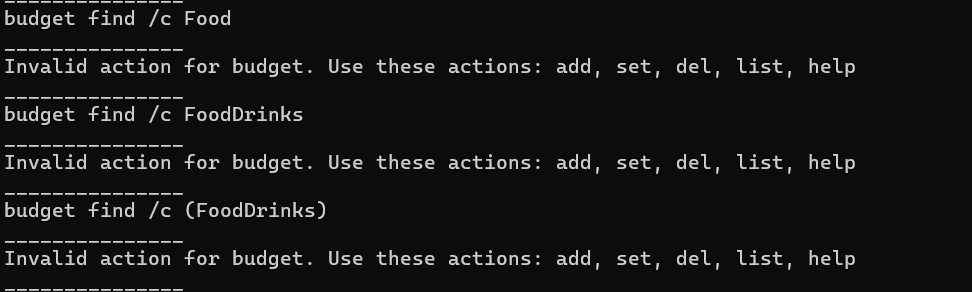 _______________
budget find /c Food
_______________
Invalid action for budget. Use these actions: add, set, del, list, help
_______________
budget find /c FoodDrinks
_______________
Invalid action for budget. Use these actions: add, set, del, list, help
_______________
budget find /c (FoodDrinks)
_______________
Invalid action for budget. Use these actions: add, set, del, list, help
_______________